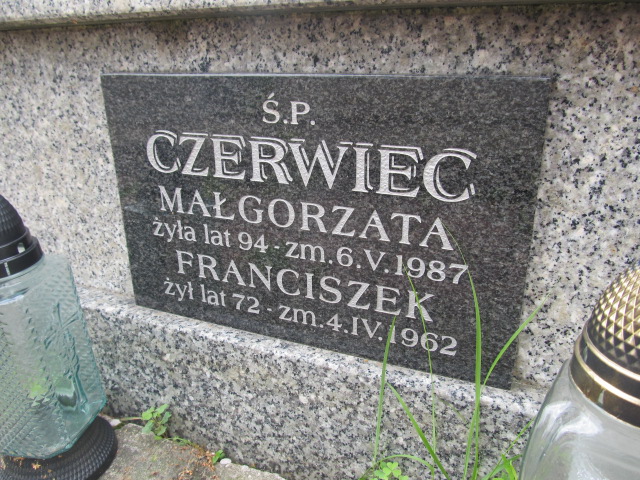 Ś.P.
CZERWIEC
MAŁGORZATA
żyła lat 94 - zm. 6.V.1987
FRANCISZEK
żył lat 72 - zm. 4.IV.1962